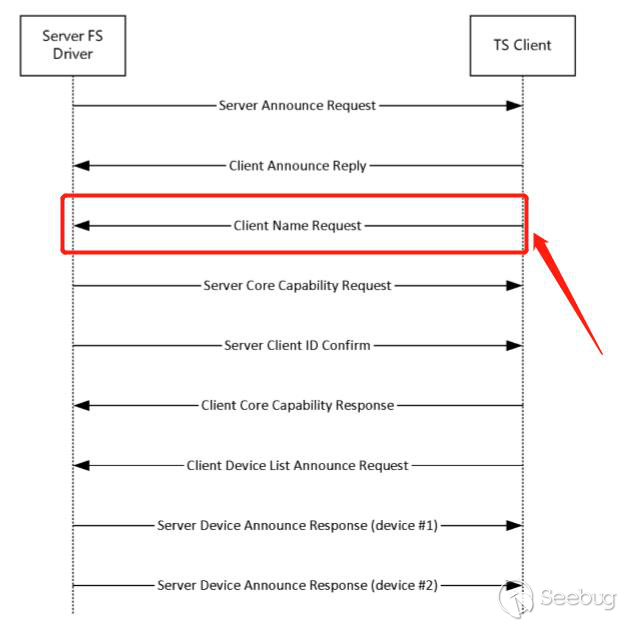 Server FS
Driver
TS Client
Server Announce Request
Client Announce Reply
Client Name Request
Server Core Capability Request
Server Client ID Confirm
Client Core Capability Response
Client Device List Announce Request
Server Device Announce Response (device #1)
Server Device Announce Response (device #2)
Seebug